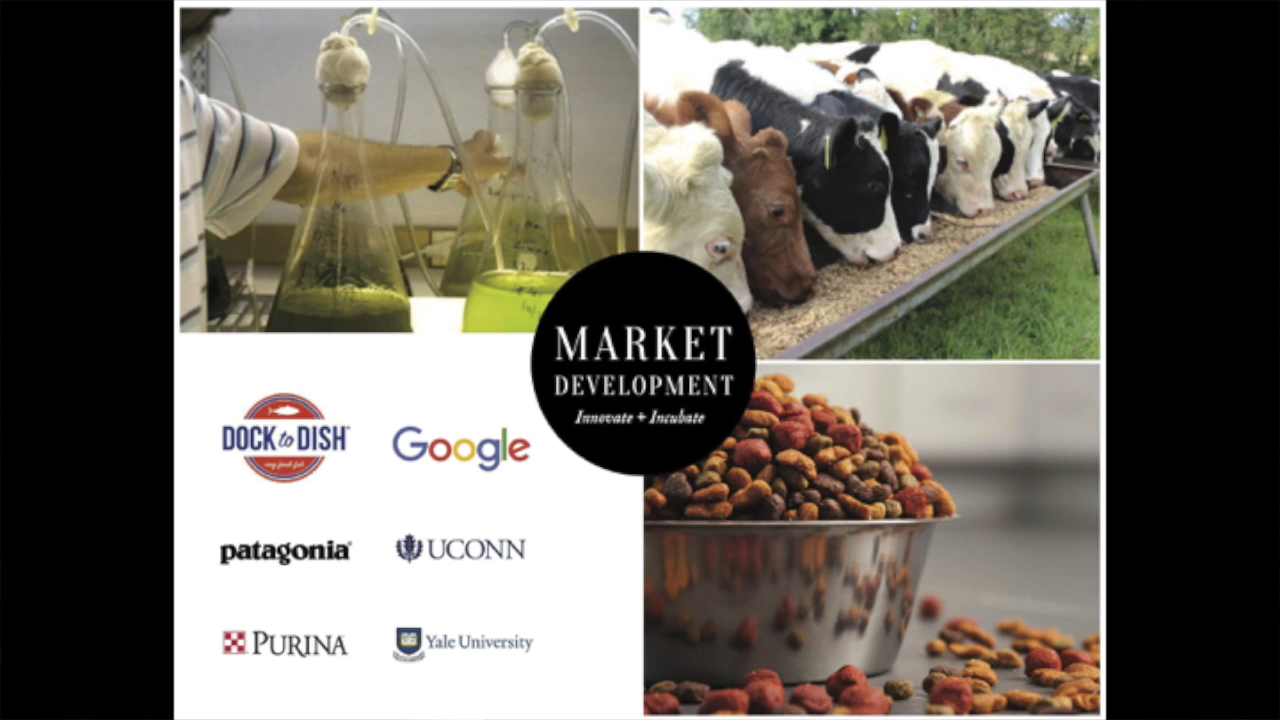 MARKET
DEVELOPMENT
Innovate + Incubate
DOCK to DISH
Google
patagonia
UCONN
PURINA
Yale University